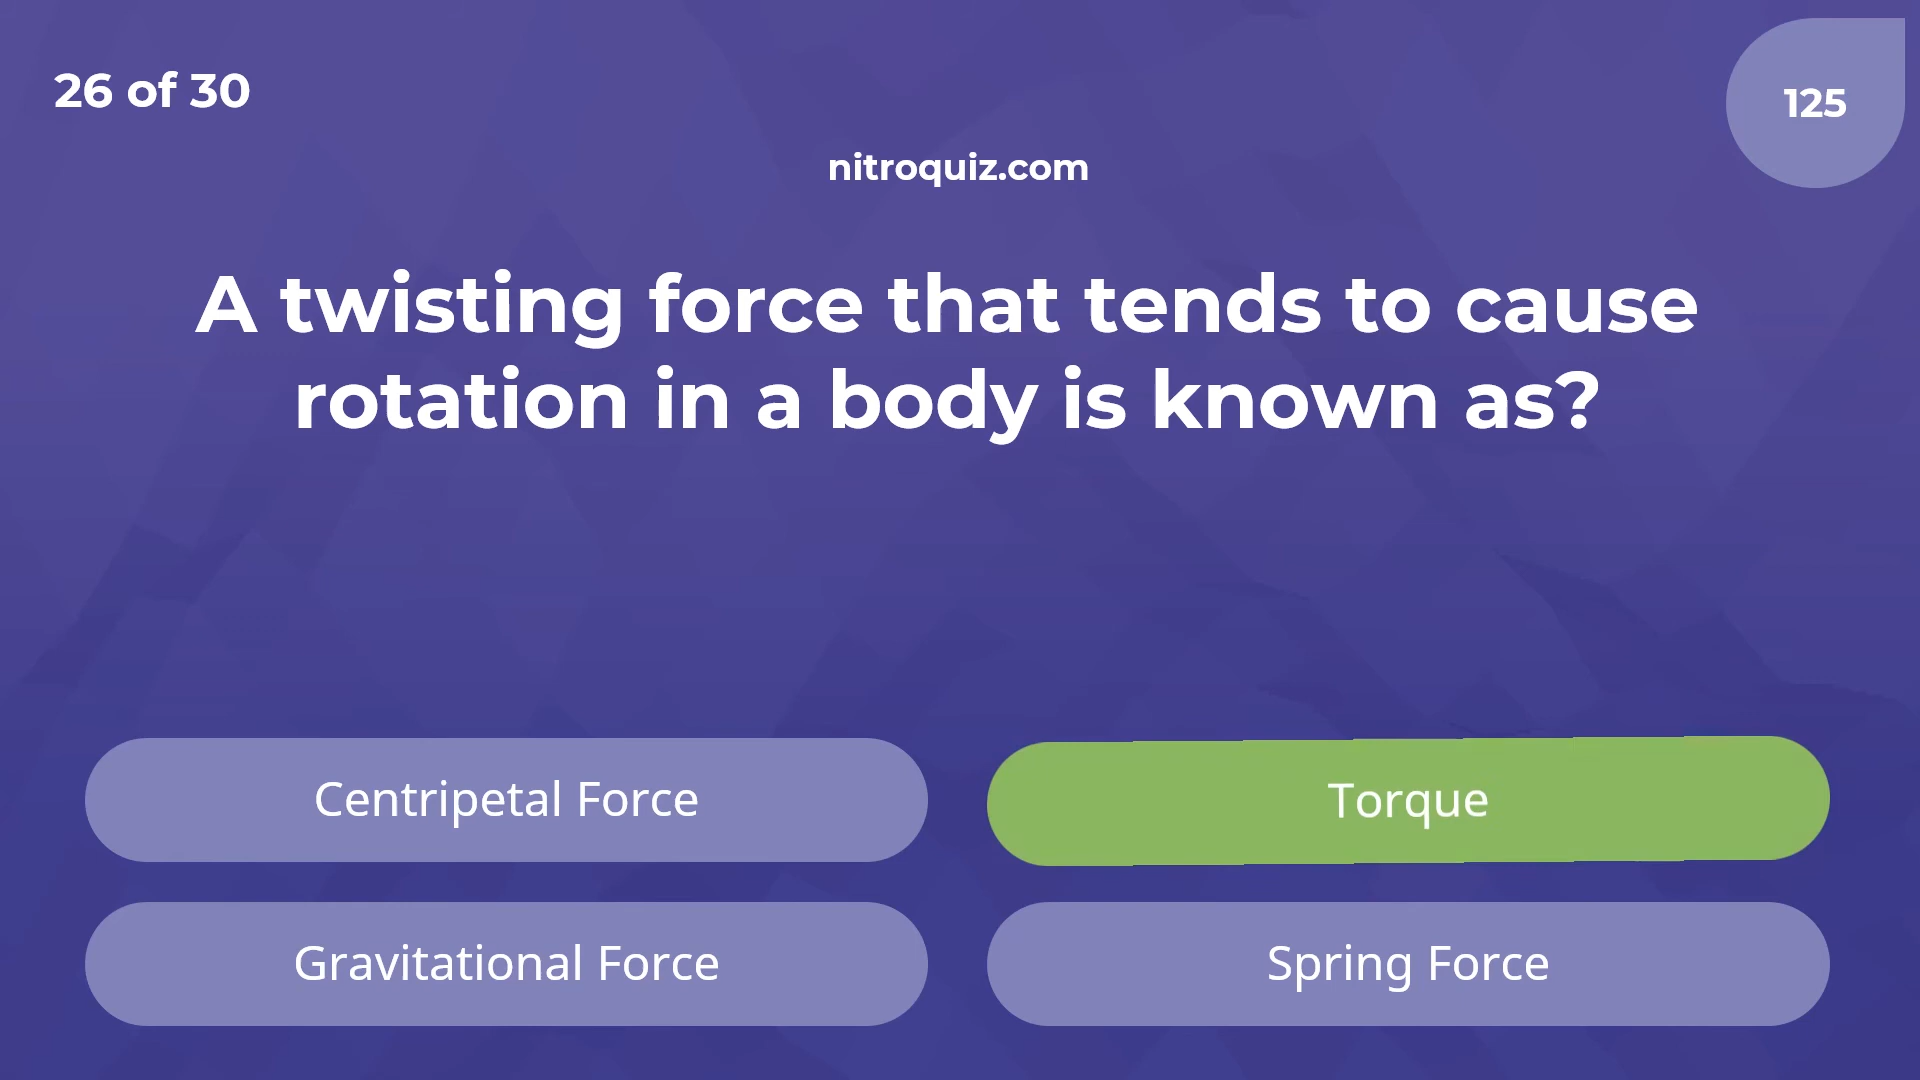 26 of 30
125
nitroquiz.com
A twisting force that tends to cause
rotation in a body is known as?
Centripetal Force
Torque
Gravitational Force
Spring Force